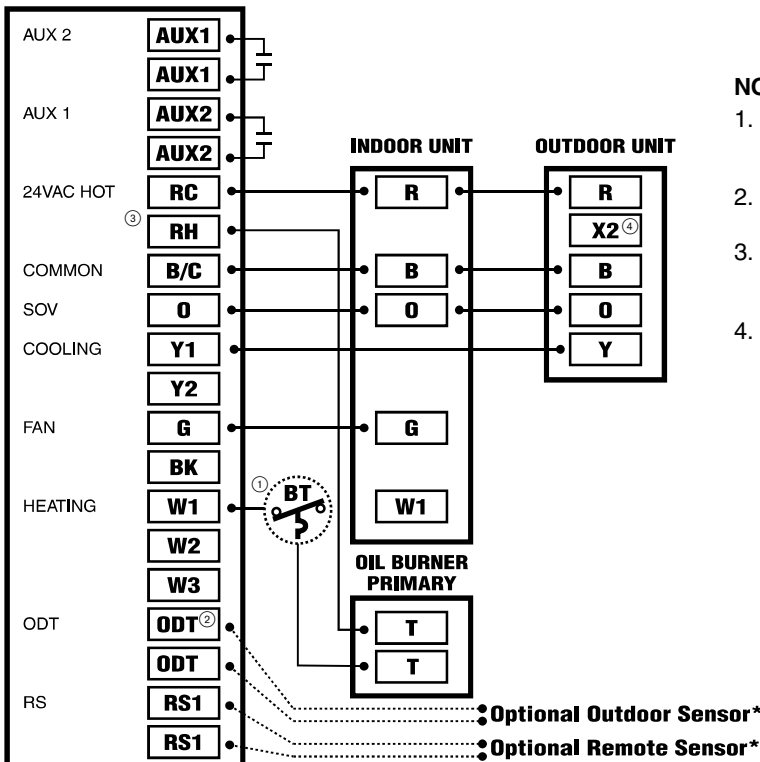 AUX 2 AUX1
AUX1
AUX 1 AUX2
AUX2
24VAC HOT RC
③ RH
COMMON B/C
SOV O
COOLING Y1
Y2
FAN G
BK
HEATING W1
W2
W3
ODT ODT②
ODT
RS RS1
RS1
① BT
INDOOR UNIT
R
B
O
G
W1
OIL BURNER
PRIMARY
T
T
OUTDOOR UNIT
R
X2④
B
O
Y
Optional Outdoor Sensor*
Optional Remote Sensor*
1.
2.
3.
4.